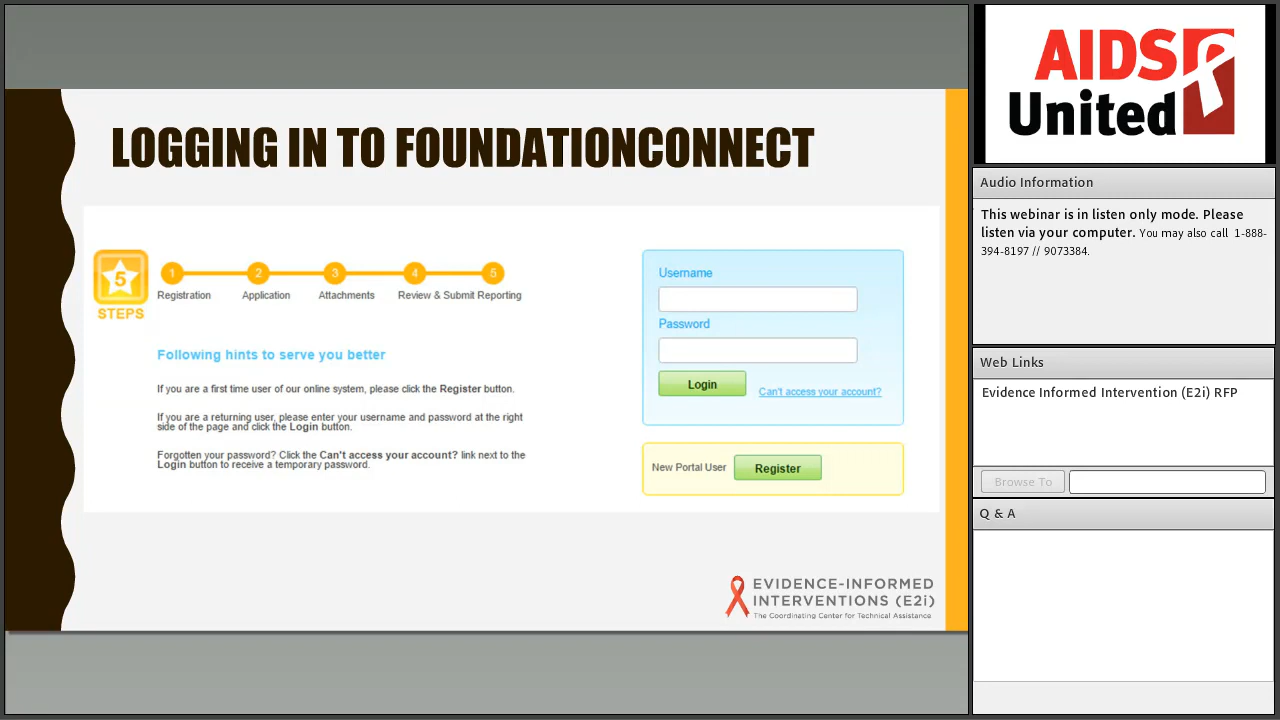 LOGGING IN TO FOUNDATIONCONNECT
5
STEPS
1 2 3 4 5
Registration Application Attachments Review & Submit Reporting
Following hints to serve you better
If you are a first time user of our online system, please click the Register button.
If you are a returning user, please enter your username and password at the right
side of the page and click the Login button.
Forgotten your password? Click the Can't access your account? link next to the
Login button to receive a temporary password.
Username
Password
Login
Can't access your account?
New Portal User
Register
EVIDENCE-INFORMED
INTERVENTIONS (E2i)
The Coordinating Center for Technical Assistance
AIDS
United
Audio Information
This webinar is in listen only mode. Please
listen via your computer. You may also call 1-888-
394-8197 // 9073384.
Web Links
Evidence Informed Intervention (E2i) RFP
Browse To
Q & A